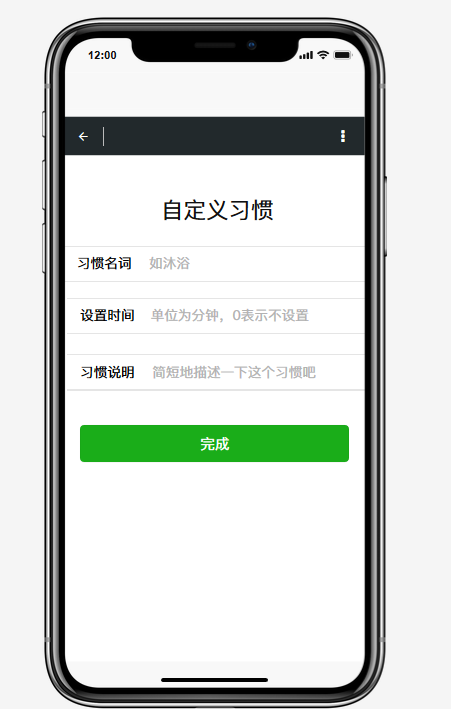 12:00
自定义习惯
习惯名词 如沐浴
设置时间 单位为分钟，0表示不设置
习惯说明 简短地描述一下这个习惯吧
完成